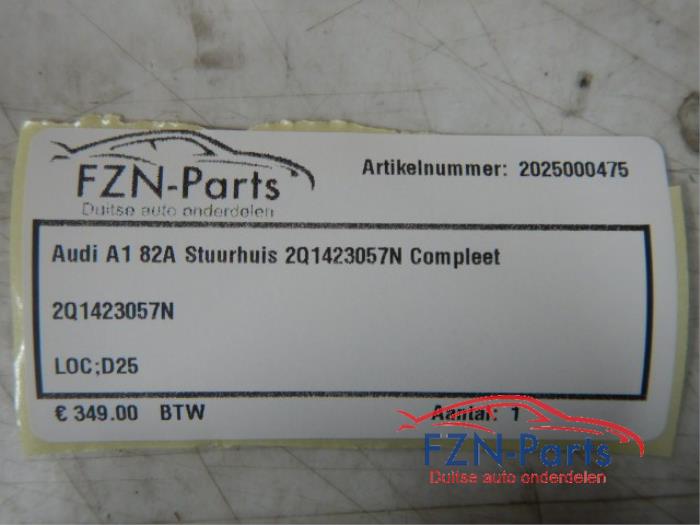 FZN-Parts
Duitse auto onderdelen
Artikelnummer: 2025000475
Audi A1 82A Stuurhuis 2Q1423057N Compleet
2Q1423057N
LOC;D25
€ 349.00 BTW
Aantal: 1
FZN-Parts
Duitse auto onderdelen